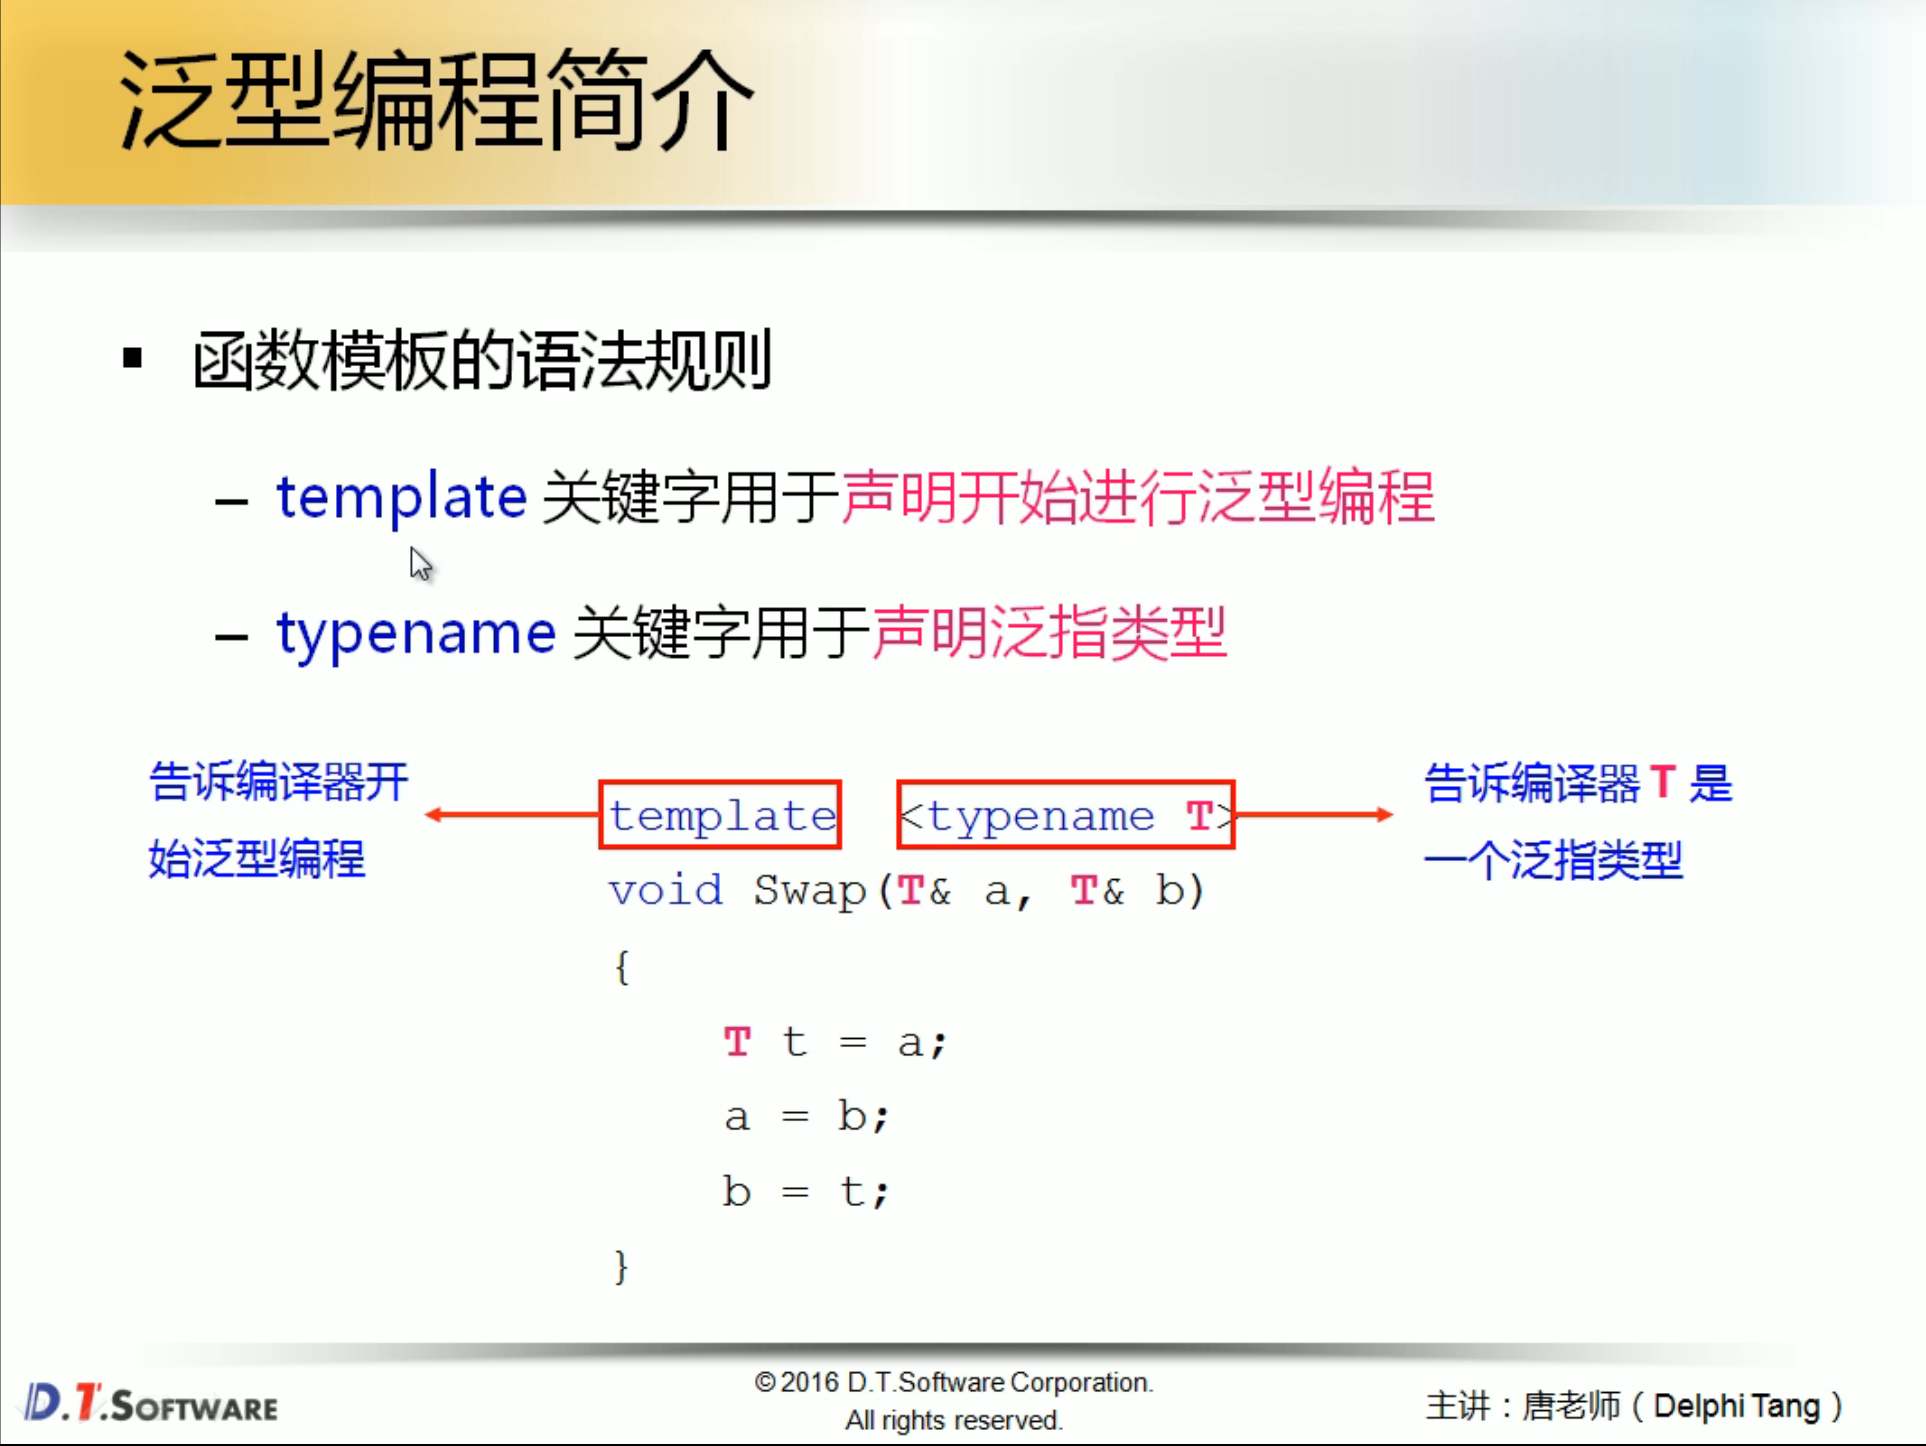 泛型编程简介
▪ 函数模板的语法规则
– template 关键字用于声明开始进行泛型编程
– typename 关键字用于声明泛指类型
告诉编译器开
始泛型编程
template <typename T>
告诉编译器 T 是
一个泛指类型
void Swap(T& a, T& b)
{
T t = a;
a = b;
b = t;
}
D.T.SOFTWARE
© 2016 D.T.Software Corporation.
All rights reserved.
主讲：唐老师（Delphi Tang）